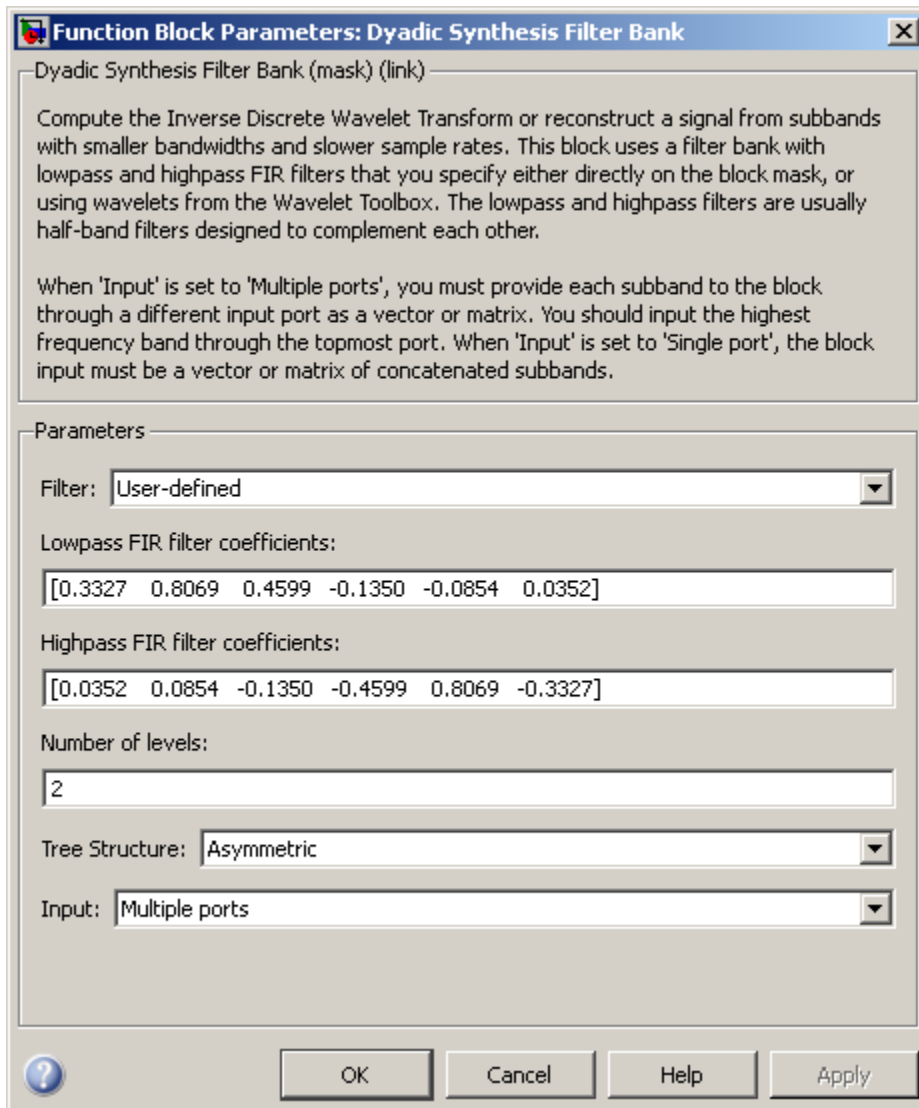 Function Block Parameters: Dyadic Synthesis Filter Bank
Dyadic Synthesis Filter Bank (mask) (link)
Compute the Inverse Discrete Wavelet Transform or reconstruct a signal from subbands
with smaller bandwidths and slower sample rates. This block uses a filter bank with
lowpass and highpass FIR filters that you specify either directly on the block mask, or
using wavelets from the Wavelet Toolbox. The lowpass and highpass filters are usually
half-band filters designed to complement each other.
When 'Input' is set to 'Multiple ports', you must provide each subband to the block
through a different input port as a vector or matrix. You should input the highest
frequency band through the topmost port. When 'Input' is set to 'Single port', the block
input must be a vector or matrix of concatenated subbands.
Parameters
Filter: User-defined
Lowpass FIR filter coefficients:
[0.3327 0.8069 0.4599 -0.1350 -0.0854 0.0352]
Highpass FIR filter coefficients:
[0.0352 0.0854 -0.1350 -0.4599 0.8069 -0.3327]
Number of levels:
2
Tree Structure: Asymmetric
Input: Multiple ports
OK Cancel Help Apply